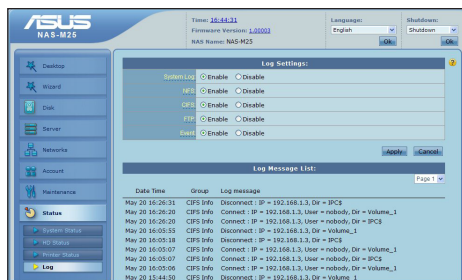 ASUS
NAS-M25
Time: 16:44:31
Firmware Version: 1.00003
NAS Name: NAS-M25
Language:
English
Ok
Shutdown:
Shutdown
Ok
Desktop
Wizard
Disk
Server
Networks
Account
Maintenance
Status
System Status
HD Status
Printer Status
Log
Log Settings:
System Log: Enable Disable
NFS: Enable Disable
CIFS: Enable Disable
FTP: Enable Disable
Event: Enable Disable
Apply Cancel
Log Message List:
Page 1
Date Time Group Log message
May 20 16:26:31 CIFS Info Disconnect : IP = 192.168.1.3, Dir = IPC$
May 20 16:26:20 CIFS Info Connect : IP = 192.168.1.3, User = nobody, Dir = Volume_1
May 20 16:26:20 CIFS Info Connect : IP = 192.168.1.3, User = nobody, Dir = IPC$
May 20 16:05:55 CIFS Info Disconnect : IP = 192.168.1.3, Dir = Volume_1
May 20 16:05:18 CIFS Info Disconnect : IP = 192.168.1.3, Dir = IPC$
May 20 16:05:07 CIFS Info Connect : IP = 192.168.1.3, User = nobody, Dir = Volume_1
May 20 16:05:07 CIFS Info Connect : IP = 192.168.1.3, User = nobody, Dir = IPC$
May 20 16:05:06 CIFS Info Connect : IP = 192.168.1.3, User = nobody, Dir = Volume_1
May 20 15:44:50 CIFS Info Disconnect : IP = 192.168.1.3, Dir = Volume_1